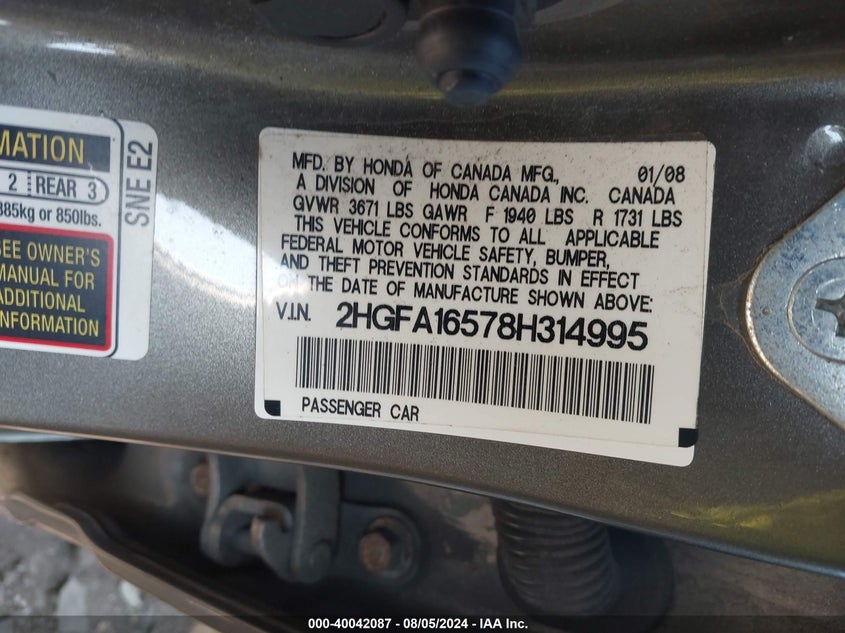 MATION
2 REAR 3
385kg or 850lbs.
SEE OWNER'S
MANUAL FOR
ADDITIONAL
INFORMATION
SNE E2
MFD. BY HONDA OF CANADA MFG., 01/08
A DIVISION OF HONDA CANADA INC. CANADA
GVWR 3671 LBS GAWR F 1940 LBS R 1731 LBS
THIS VEHICLE CONFORMS TO ALL APPLICABLE
FEDERAL MOTOR VEHICLE SAFETY, BUMPER,
AND THEFT PREVENTION STANDARDS IN EFFECT
ON THE DATE OF MANUFACTURE SHOWN ABOVE:
V.I.N. 2HGFA16578H314995
PASSENGER CAR
000-40042087 - 08/05/2024 - IAA Inc.